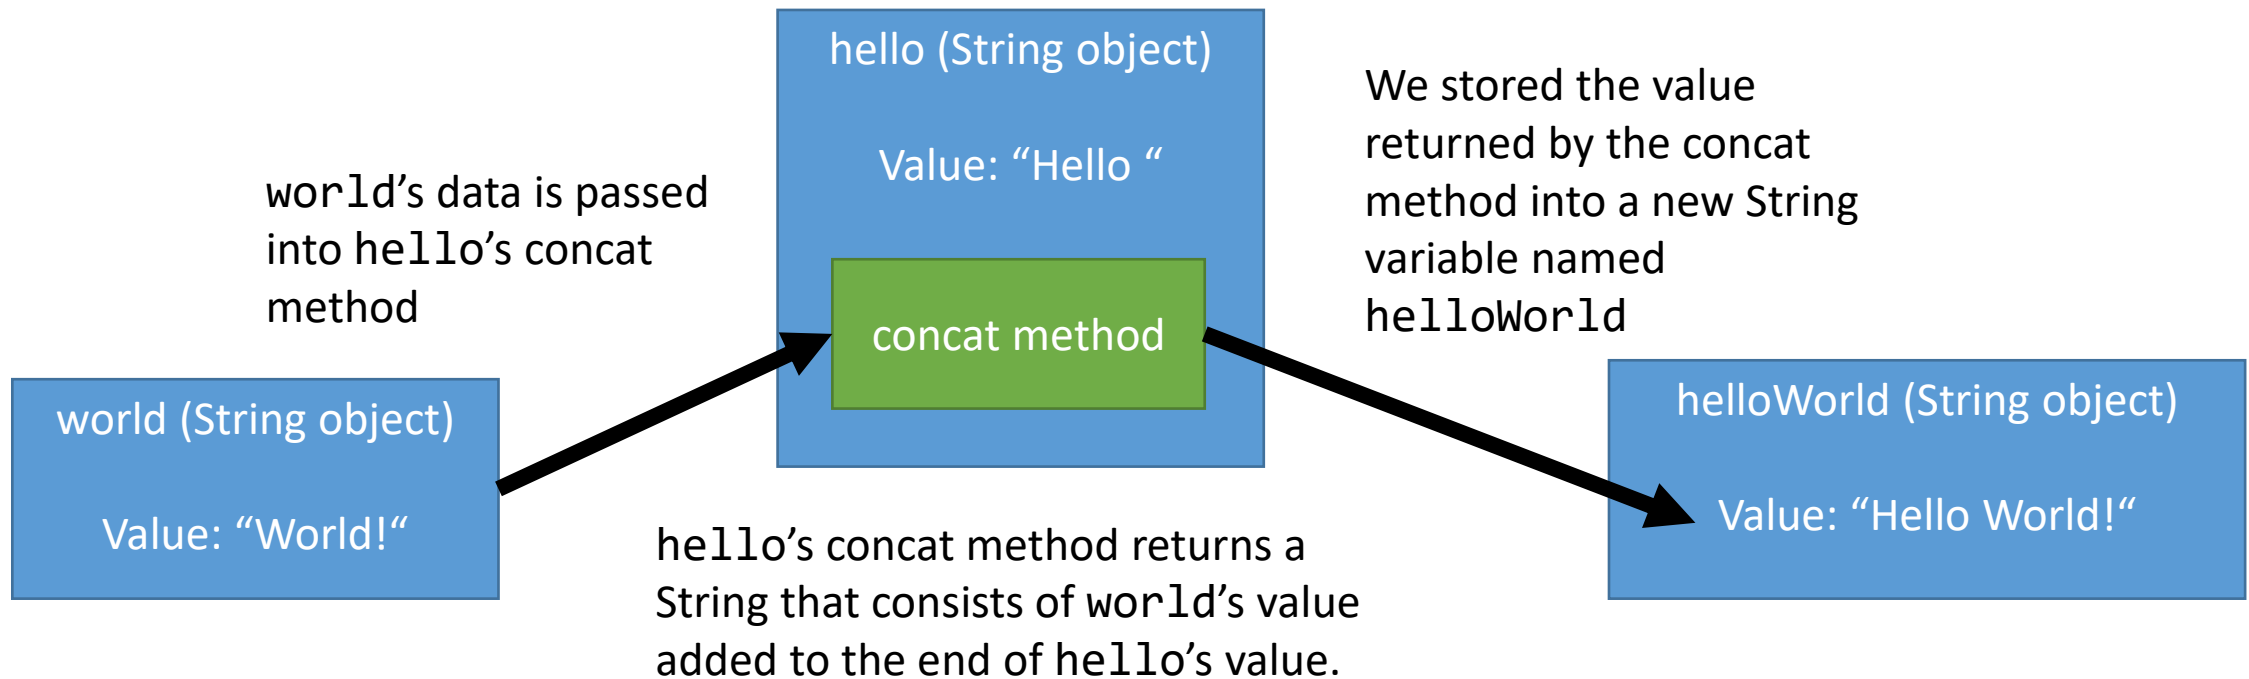 hello (String object)
Value: “Hello “
concat method
world’s data is passed
into hello’s concat
method
We stored the value
returned by the concat
method into a new String
variable named
helloWorld
world (String object)
Value: “World!“
helloWorld (String object)
Value: “Hello World!“
hello’s concat method returns a
String that consists of world’s value
added to the end of hello’s value.